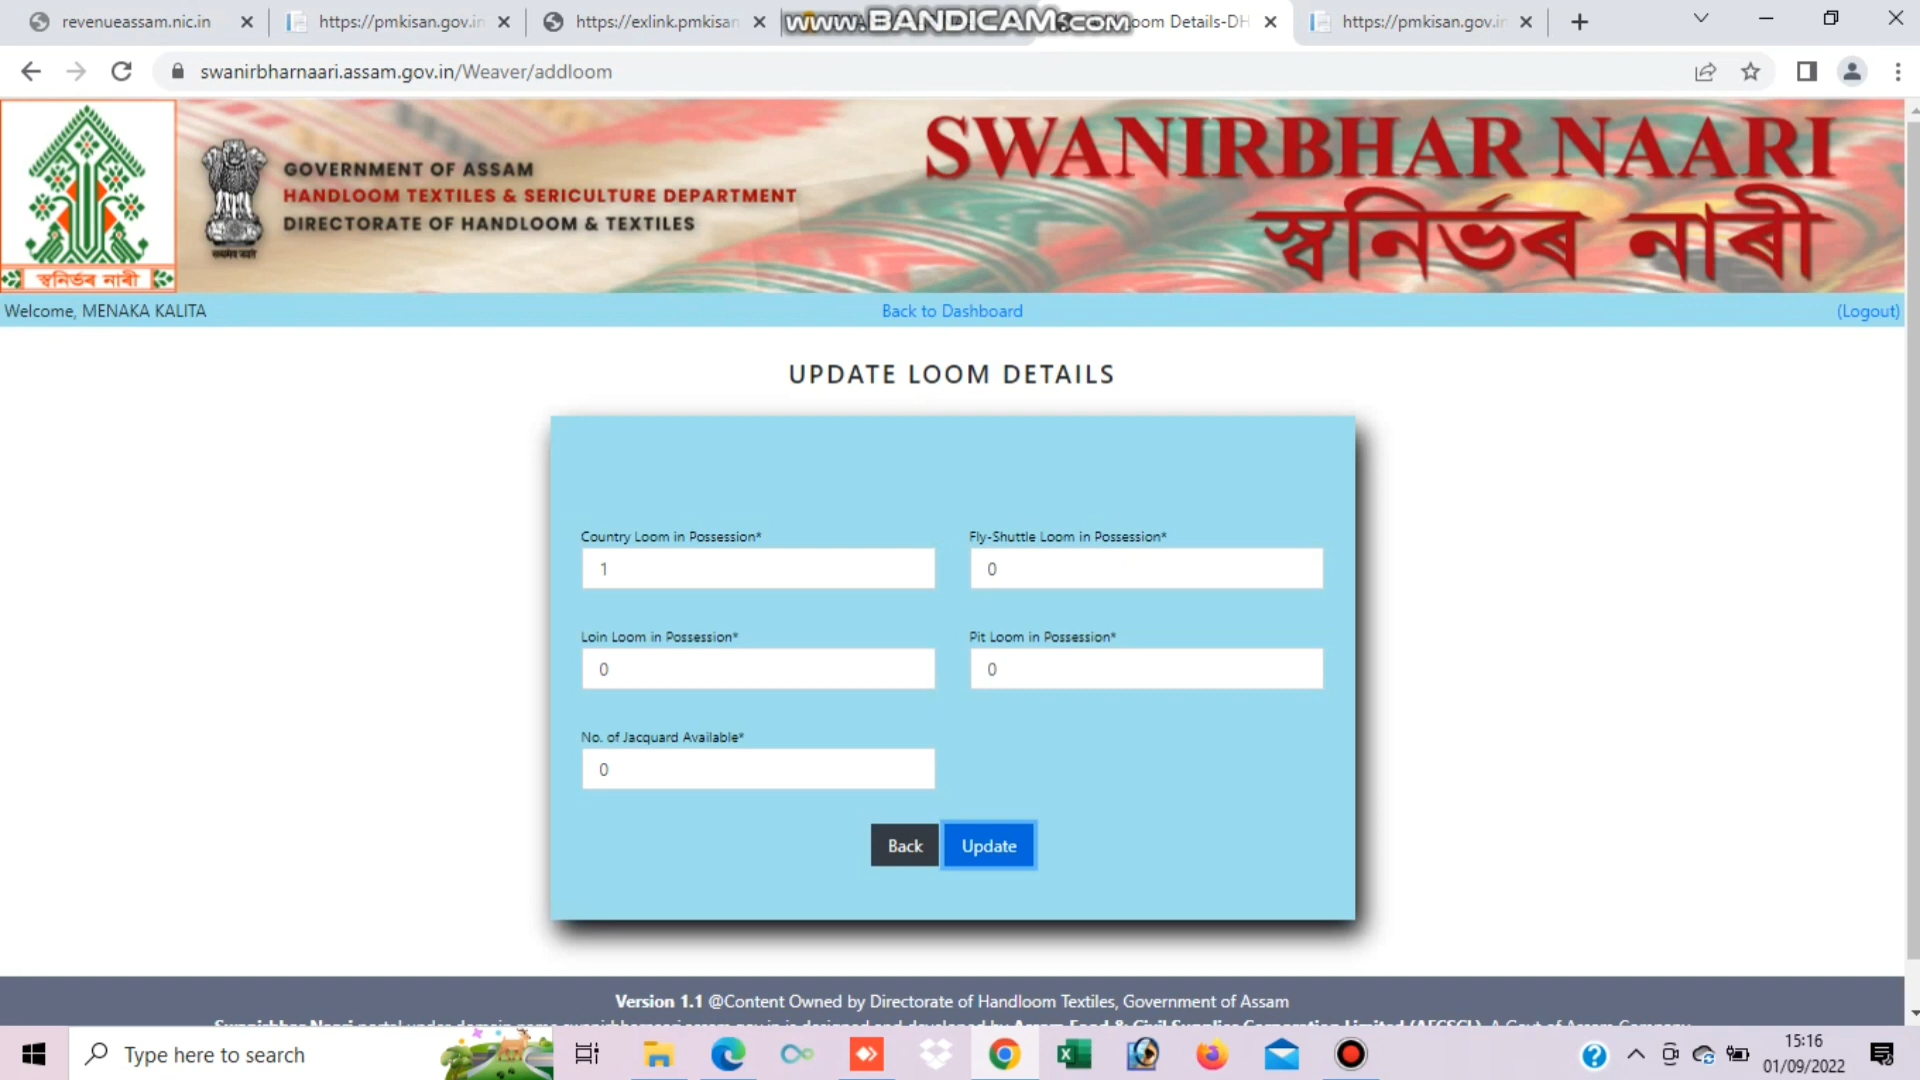 revenueassam.nic.in
https://pmkisan.gov.in
https://exlink.pmkisan
www.BANDICAM.com
oom Details-DH
https://pmkisan.gov.in
swanirbharnaari.assam.gov.in/Weaver/addloom
স্বনিৰ্ভৰ নাৰী
सत्यमेव जयते
GOVERNMENT OF ASSAM
HANDLOOM TEXTILES & SERICULTURE DEPARTMENT
DIRECTORATE OF HANDLOOM & TEXTILES
SWANIRBHAR NAARI
স্বনিৰ্ভৰ নাৰী
Welcome, MENAKA KALITA
Back to Dashboard
(Logout)
UPDATE LOOM DETAILS
Country Loom in Possession*
Fly-Shuttle Loom in Possession*
1
0
Loin Loom in Possession*
Pit Loom in Possession*
0
0
No. of Jacquard Available*
0
Back
Update
Version 1.1 @Content Owned by Directorate of Handloom Textiles, Government of Assam
Type here to search
15:16
01/09/2022